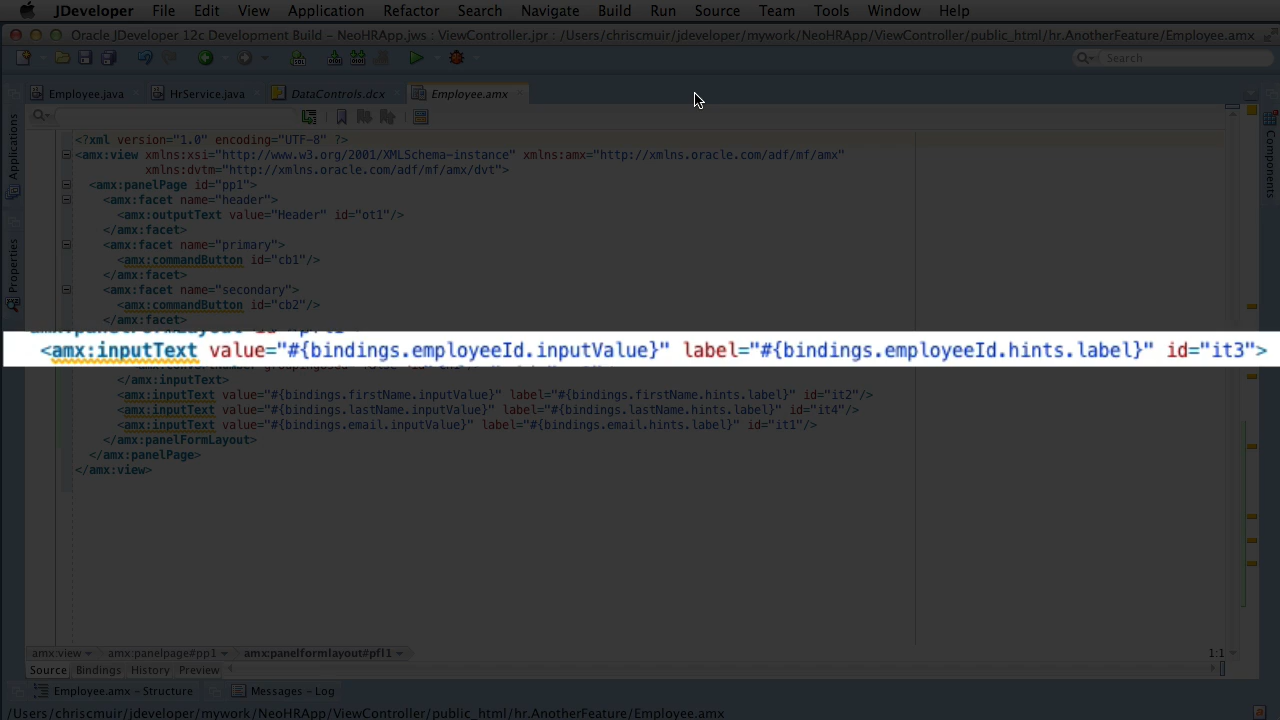 JDeveloper File Edit View Application Refactor Search Navigate Build Run Source Team Tools Window Help
Oracle JDeveloper 12c Development Build – NeoHRApp.jws : ViewController.jpr : /Users/chriscmuir/jdeveloper/mywork/NeoHRApp/ViewController/public_html/hr.AnotherFeature/Employee.amx
Search
Employee.java HrService.java DataControls.dcx Employee.amx
Applications
Properties
Components
<?xml version="1.0" encoding="UTF-8" ?>
<amx:view xmlns:xsi="http://www.w3.org/2001/XMLSchema-instance" xmlns:amx="http://xmlns.oracle.com/adf/mf/amx"
xmlns:dvtm="http://xmlns.oracle.com/adf/mf/amx/dvt">
<amx:panelPage id="pp1">
<amx:facet name="header">
<amx:outputText value="Header" id="ot1"/>
</amx:facet>
<amx:facet name="primary">
<amx:commandButton id="cb1"/>
</amx:facet>
<amx:facet name="secondary">
<amx:commandButton id="cb2"/>
</amx:facet>
<amx:inputText value="#{bindings.employeeId.inputValue}" label="#{bindings.employeeId.hints.label}" id="it3">
</amx:inputText>
<amx:inputText value="#{bindings.firstName.inputValue}" label="#{bindings.firstName.hints.label}" id="it2"/>
<amx:inputText value="#{bindings.lastName.inputValue}" label="#{bindings.lastName.hints.label}" id="it4"/>
<amx:inputText value="#{bindings.email.inputValue}" label="#{bindings.email.hints.label}" id="it1"/>
</amx:panelFormLayout>
</amx:panelPage>
</amx:view>
amx:view amx:panelpage#pp1 amx:panelformlayout#pfl1 1:1
Source Bindings History Preview
Employee.amx – Structure Messages – Log
/Users/chriscmuir/jdeveloper/mywork/NeoHRApp/ViewController/public_html/hr.AnotherFeature/Employee.amx